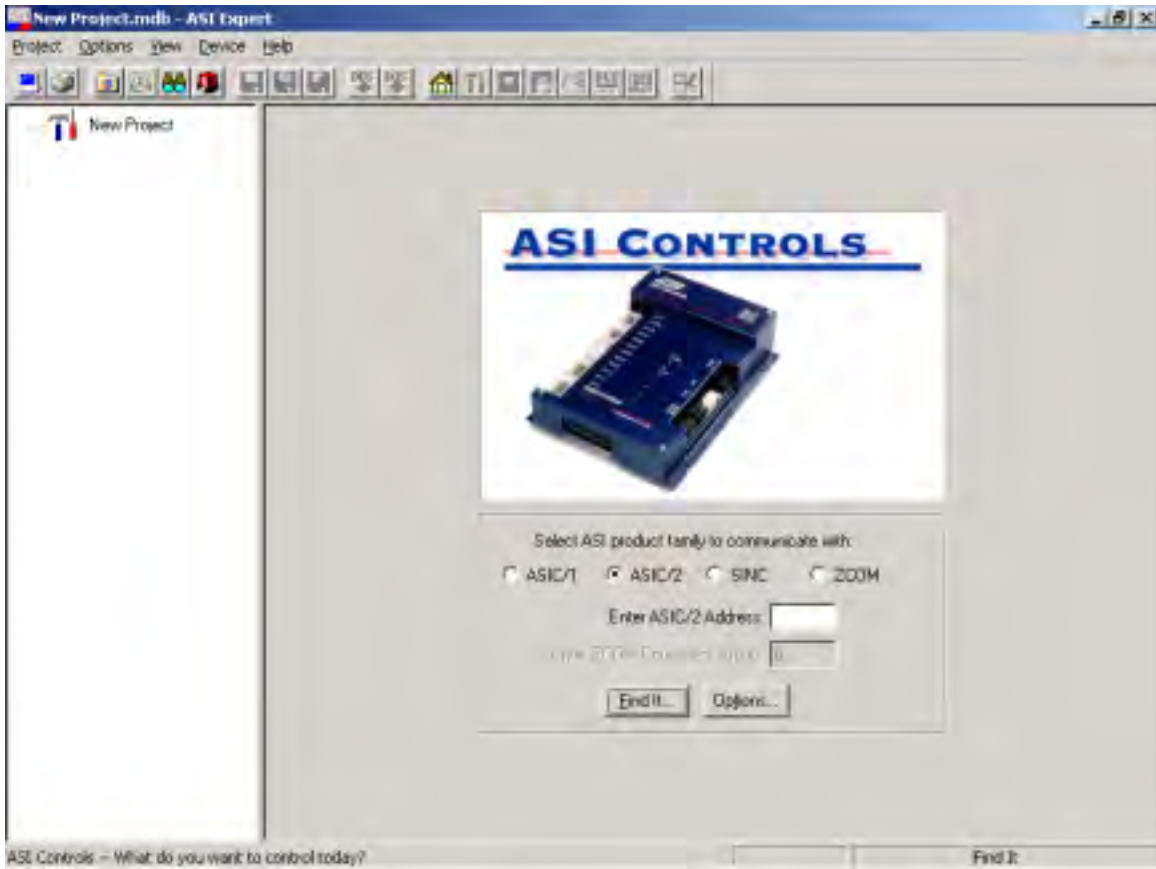 New Project.mdb - ASI Expert
Project Options View Device Help
New Project
ASI CONTROLS
Select ASI product family to communicate with:
ASIC/1 ASIC/2 SINC ZCOM
Enter ASIC/2 Address:
Find It... Options...
ASI Controls -- What do you want to control today?
Find It